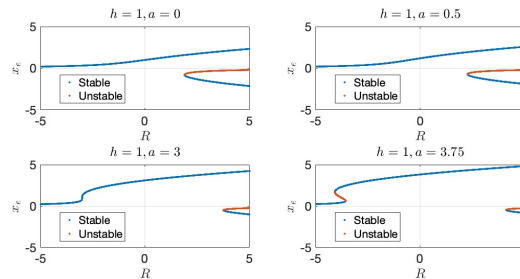 h = 1, a = 0
5
0
-5
x_e
Stable
Unstable
-5 0 5
R
h = 1, a = 0.5
5
0
-5
x_e
Stable
Unstable
-5 0
R
h = 1, a = 3
5
0
-5
x_e
Stable
Unstable
-5 0 5
R
h = 1, a = 3.75
5
0
-5
x_e
Stable
Unstable
-5 0
R